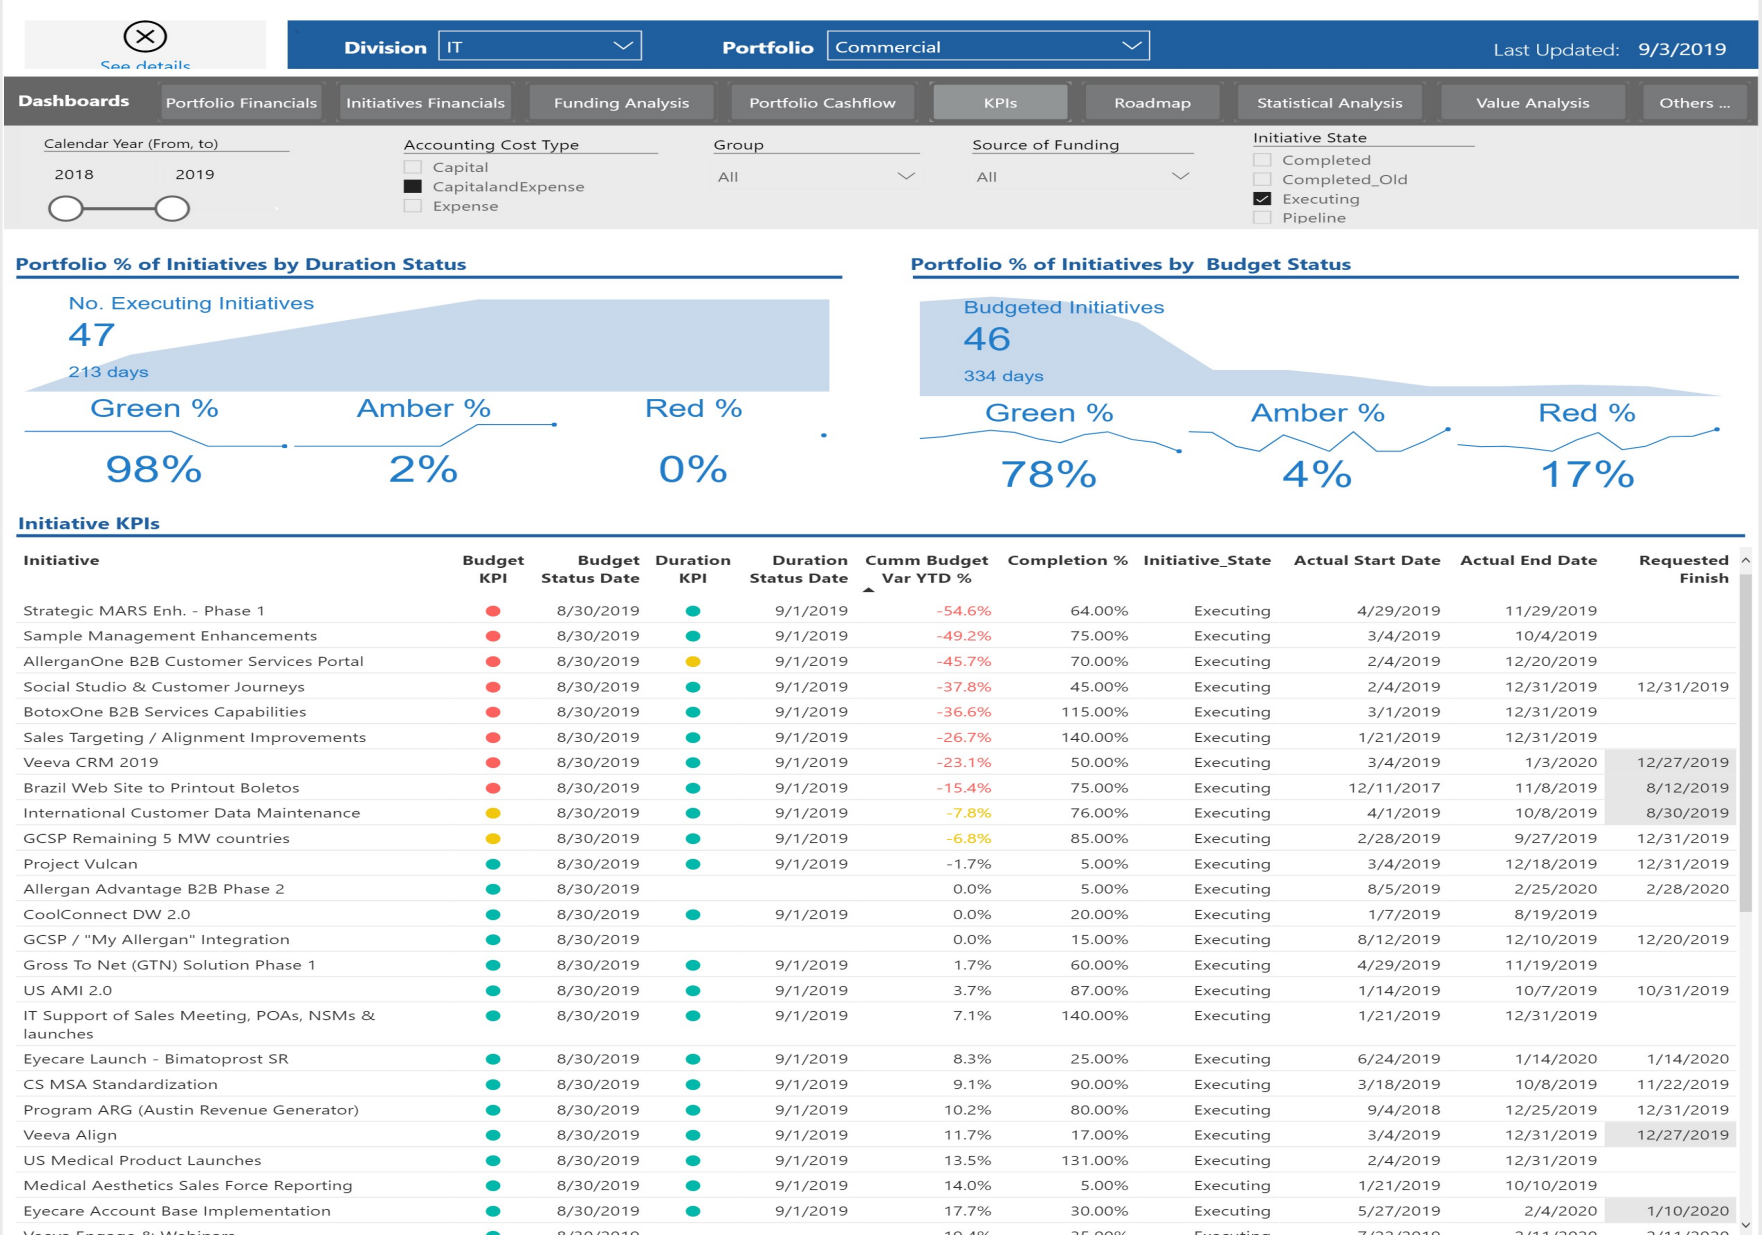 See details
Division IT Portfolio Commercial Last Updated: 9/3/2019
Dashboards Portfolio Financials Initiatives Financials Funding Analysis Portfolio Cashflow KPIs Roadmap Statistical Analysis Value Analysis Others ...
Calendar Year (From, to)
2018 2019
Accounting Cost Type
Capital
CapitalandExpense
Expense
Group
All
Source of Funding
All
Initiative State
Completed
Completed_Old
Executing
Pipeline
Portfolio % of Initiatives by Duration Status
No. Executing Initiatives
47
213 days
Green % Amber % Red %
98% 2% 0%
Portfolio % of Initiatives by Budget Status
Budgeted Initiatives
46
334 days
Green % Amber % Red %
78% 4% 17%
Initiative KPIs
Initiative Budget Budget Duration Duration Cumm Budget Completion % Initiative_State Actual Start Date Actual End Date Requested
KPI Status Date KPI Status Date Var YTD % Finish
Strategic MARS Enh. - Phase 1 8/30/2019 9/1/2019 -54.6% 64.00% Executing 4/29/2019 11/29/2019
Sample Management Enhancements 8/30/2019 9/1/2019 -49.2% 75.00% Executing 3/4/2019 10/4/2019
AllerganOne B2B Customer Services Portal 8/30/2019 9/1/2019 -45.7% 70.00% Executing 2/4/2019 12/20/2019
Social Studio & Customer Journeys 8/30/2019 9/1/2019 -37.8% 45.00% Executing 2/4/2019 12/31/2019 12/31/2019
BotoxOne B2B Services Capabilities 8/30/2019 9/1/2019 -36.6% 115.00% Executing 3/1/2019 12/31/2019
Sales Targeting / Alignment Improvements 8/30/2019 9/1/2019 -26.7% 140.00% Executing 1/21/2019 12/31/2019
Veeva CRM 2019 8/30/2019 9/1/2019 -23.1% 50.00% Executing 3/4/2019 1/3/2020 12/27/2019
Brazil Web Site to Printout Boletos 8/30/2019 9/1/2019 -15.4% 75.00% Executing 12/11/2017 11/8/2019 8/12/2019
International Customer Data Maintenance 8/30/2019 9/1/2019 -7.8% 76.00% Executing 4/1/2019 10/8/2019 8/30/2019
GCSP Remaining 5 MW countries 8/30/2019 9/1/2019 -6.8% 85.00% Executing 2/28/2019 9/27/2019 12/31/2019
Project Vulcan 8/30/2019 9/1/2019 -1.7% 5.00% Executing 3/4/2019 12/18/2019 12/31/2019
Allergan Advantage B2B Phase 2 8/30/2019 0.0% 5.00% Executing 8/5/2019 2/25/2020 2/28/2020
CoolConnect DW 2.0 8/30/2019 9/1/2019 0.0% 20.00% Executing 1/7/2019 8/19/2019
GCSP / "My Allergan" Integration 8/30/2019 0.0% 15.00% Executing 8/12/2019 12/10/2019 12/20/2019
Gross To Net (GTN) Solution Phase 1 8/30/2019 9/1/2019 1.7% 60.00% Executing 4/29/2019 11/19/2019
US AMI 2.0 8/30/2019 9/1/2019 3.7% 87.00% Executing 1/14/2019 10/7/2019 10/31/2019
IT Support of Sales Meeting, POAs, NSMs & 8/30/2019 9/1/2019 7.1% 140.00% Executing 1/21/2019 12/31/2019
launches
Eyecare Launch - Bimatoprost SR 8/30/2019 9/1/2019 8.3% 25.00% Executing 6/24/2019 1/14/2020 1/14/2020
CS MSA Standardization 8/30/2019 9/1/2019 9.1% 90.00% Executing 3/18/2019 10/8/2019 11/22/2019
Program ARG (Austin Revenue Generator) 8/30/2019 9/1/2019 10.2% 80.00% Executing 9/4/2018 12/25/2019 12/31/2019
Veeva Align 8/30/2019 9/1/2019 11.7% 17.00% Executing 3/4/2019 12/31/2019 12/27/2019
US Medical Product Launches 8/30/2019 9/1/2019 13.5% 131.00% Executing 2/4/2019 12/31/2019
Medical Aesthetics Sales Force Reporting 8/30/2019 9/1/2019 14.0% 5.00% Executing 1/21/2019 10/10/2019
Eyecare Account Base Implementation 8/30/2019 9/1/2019 17.7% 30.00% Executing 5/27/2019 2/4/2020 1/10/2020